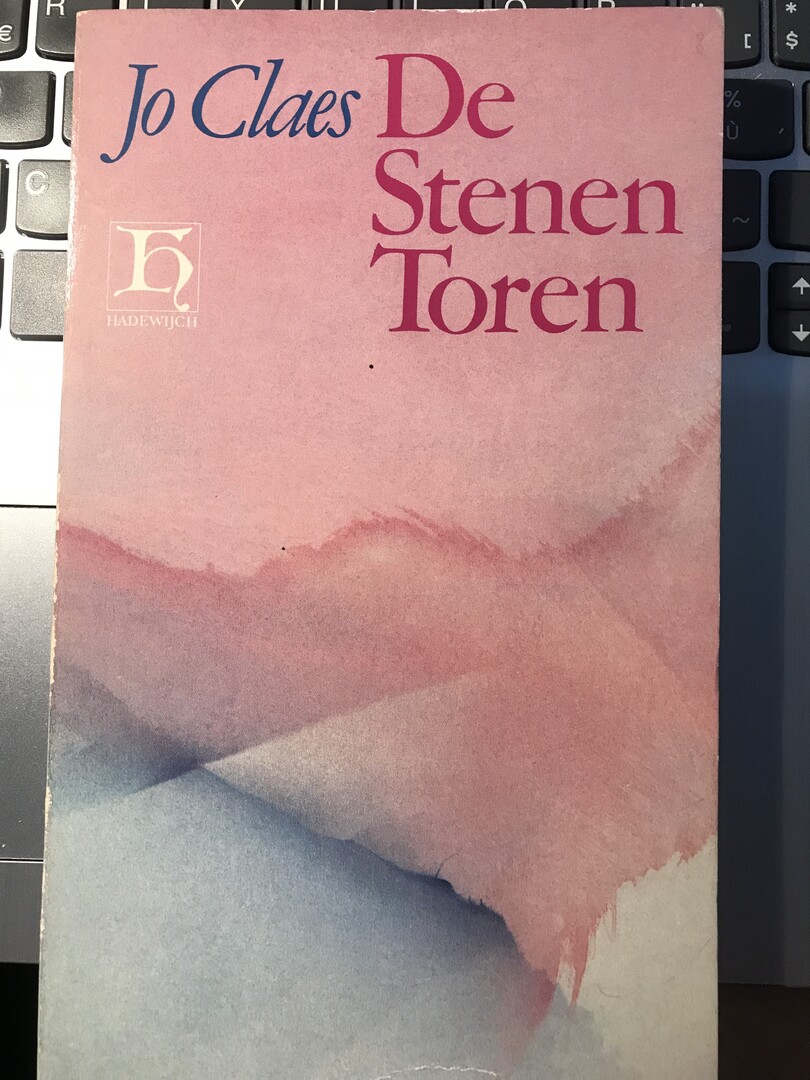 Jo Claes
De
Stenen
Toren
HADEWIJCH
R
€
C
[
*
$
%
Ù
~